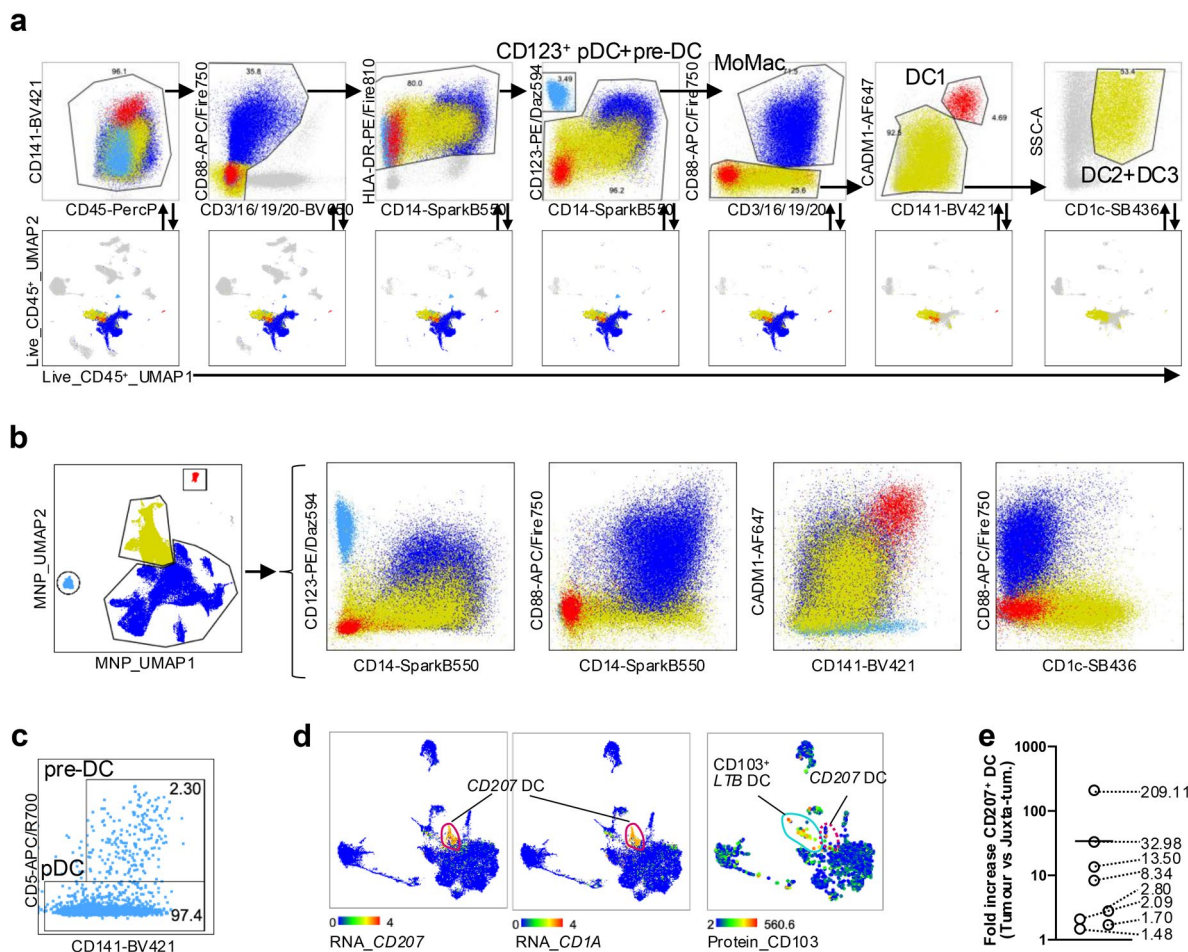 a
CD123⁺ pDC+pre-DC
CD141-BV421
96.1
CD45-PercP
CD88-APC/Fire750
35.8
CD3/16/19/20-BV650
HLA-DR-PE/Fire810
80.0
CD14-SparkB550
CD123-PE/Daz594
3.49
96.2
CD14-SparkB550
CD88-APC/Fire750
MoMac
71.5
25.6
CD3/16/19/20
CADM1-AF647
DC1
4.69
92.5
CD141-BV421
SSC-A
53.4
DC2+DC3
CD1c-SB436
Live_CD45⁺_UMAP2
Live_CD45⁺_UMAP1
b
MNP_UMAP2
MNP_UMAP1
CD123-PE/Daz594
CD14-SparkB550
CD88-APC/Fire750
CD14-SparkB550
CADM1-AF647
CD141-BV421
CD88-APC/Fire750
CD1c-SB436
c
pre-DC
2.30
pDC
97.4
CD5-APC/R700
CD141-BV421
d
CD207 DC
0 4
RNA_CD207
0 4
RNA_CD1A
CD103⁺
LTB DC
CD207 DC
2 560.6
Protein_CD103
e
Fold increase CD207⁺ DC
(Tumour vs Juxta-tum.)
1000
100
10
1
209.11
32.98
13.50
8.34
2.80
2.09
1.70
1.48